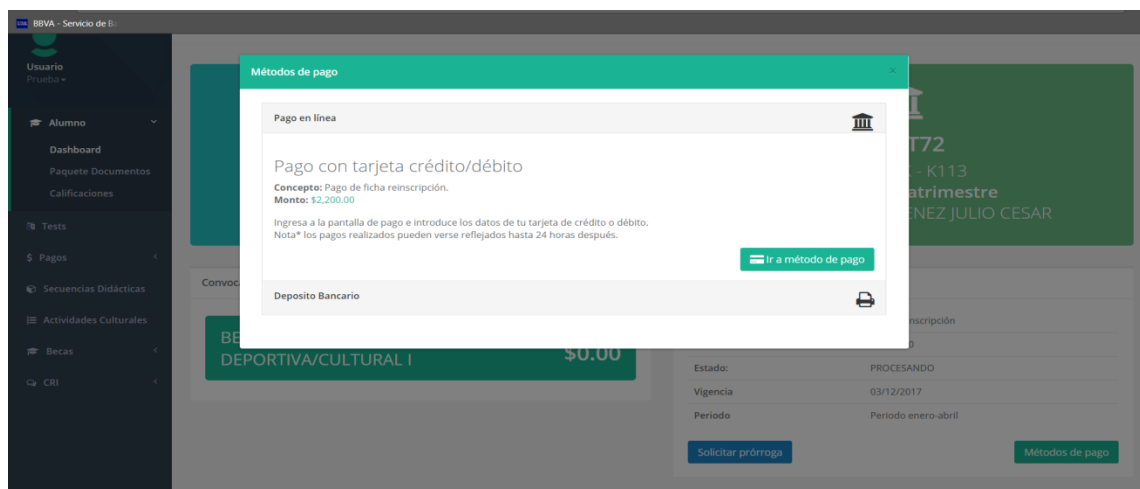 BBVA - Servicio de Ba
Usuario
Prueba
Alumno
Dashboard
Paquete Documentos
Calificaciones
Tests
$ Pagos
Secuencias Didácticas
Actividades Culturales
Becas
CRI
Métodos de pago
×
Pago en línea
Pago con tarjeta crédito/débito
Concepto: Pago de ficha reinscripción.
Monto: $2,200.00
Ingresa a la pantalla de pago e introduce los datos de tu tarjeta de crédito o débito.
Nota* los pagos realizados pueden verse reflejados hasta 24 horas después.
Ir a método de pago
Deposito Bancario
T72
- K113
atrimestre
NEZ JULIO CESAR
Convoc
BE
DEPORTIVA/CULTURAL I
$0.00
nscripción
0
Estado: PROCESANDO
Vigencia 03/12/2017
Periodo Periodo enero-abril
Solicitar prórroga
Métodos de pago